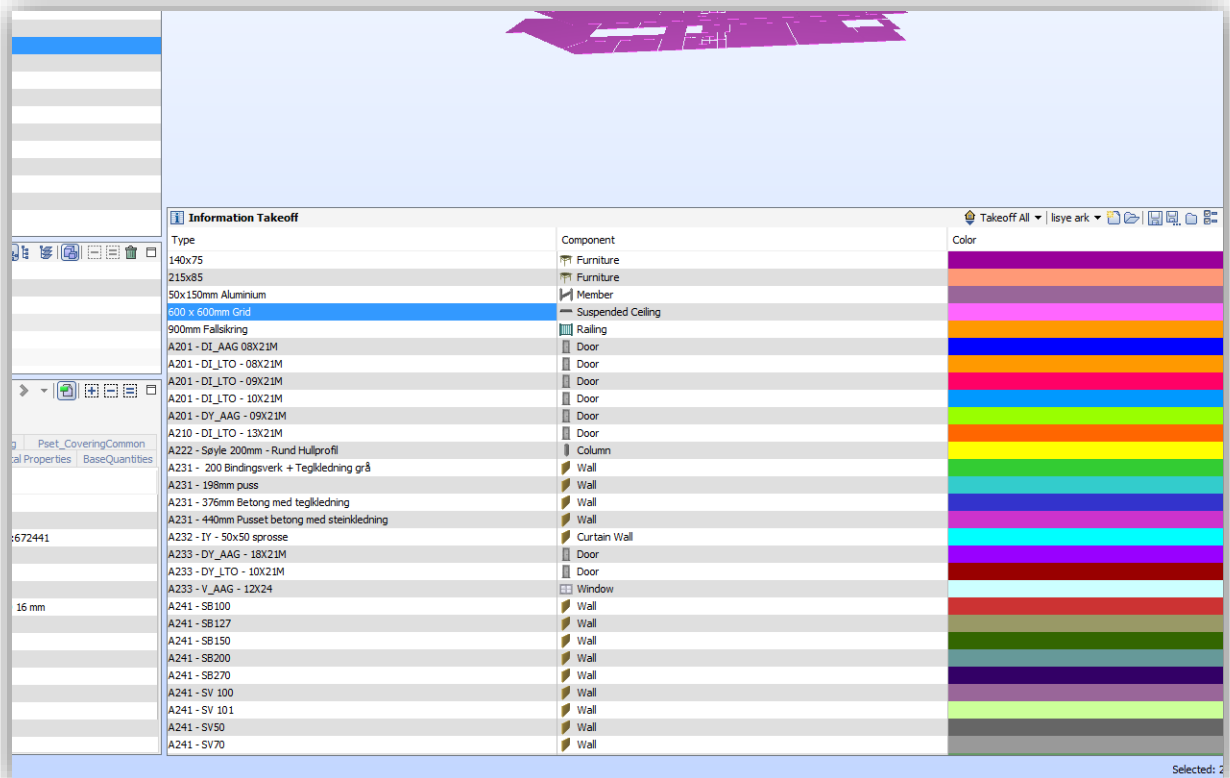 Information Takeoff
Takeoff All
lisye ark
Type Component Color
140x75 Furniture
215x85 Furniture
50x150mm Aluminium Member
600 x 600mm Grid Suspended Ceiling
900mm Fallsikring Railing
A201 - DI_AAG 08X21M Door
A201 - DI_LTO - 08X21M Door
A201 - DI_LTO - 09X21M Door
A201 - DI_LTO - 10X21M Door
A201 - DY_AAG - 09X21M Door
A210 - DI_LTO - 13X21M Door
A222 - Søyle 200mm - Rund Hullprofil Column
A231 - 200 Bindingsverk + Teglkledning grå Wall
A231 - 198mm puss Wall
A231 - 376mm Betong med teglkledning Wall
A231 - 440mm Pusset betong med steinkledning Wall
A232 - IY - 50x50 sprosse Curtain Wall
A233 - DY_AAG - 18X21M Door
A233 - DY_LTO - 10X21M Door
A233 - V_AAG - 12X24 Window
A241 - SB100 Wall
A241 - SB127 Wall
A241 - SB150 Wall
A241 - SB200 Wall
A241 - SB270 Wall
A241 - SV 100 Wall
A241 - SV 101 Wall
A241 - SV50 Wall
A241 - SV70 Wall
Pset_CoveringCommon
al Properties BaseQuantities
:672441
16 mm
Selected: 2